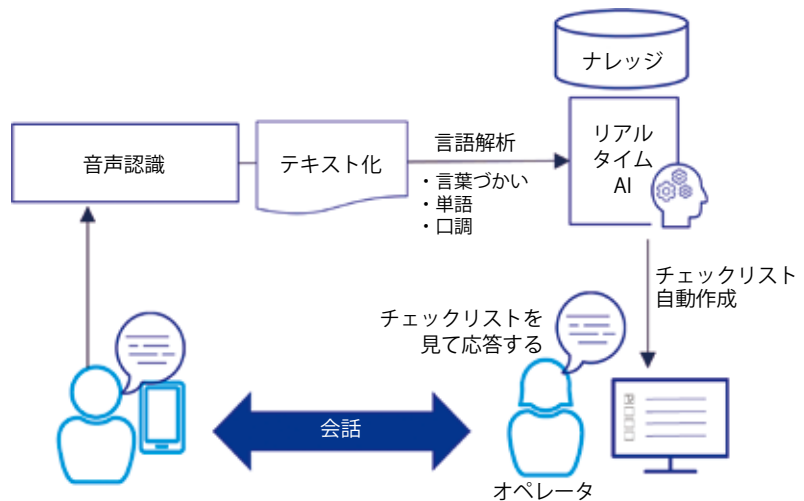 ナレッジ
リアル
タイム
AI
音声認識
テキスト化
言語解析
・言葉づかい
・単語
・口調
チェックリスト
自動作成
チェックリストを
見て応答する
会話
オペレータ